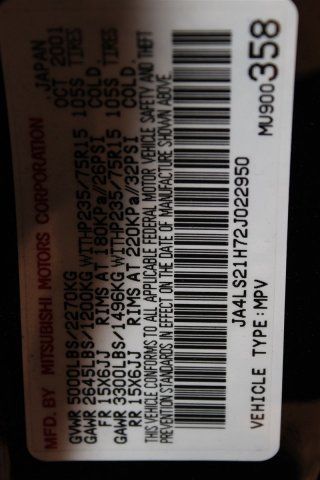 MFD. BY MITSUBISHI MOTORS CORPORATION JAPAN
GVWR 5000LBS/2270KG OCT 2001
GAWR 2645LBS/1200KG WITHP235/75R15 105S TIRES
FR 15X6JJ RIMS AT 180KPa//26PSI COLD.
GAWR 3300LBS/1496KG WITHP235/75R15 105S TIRES
RR 15X6JJ RIMS AT 220KPa//32PSI COLD.
THIS VEHICLE CONFORMS TO ALL APPLICABLE FEDERAL MOTOR VEHICLE SAFETY AND THEFT
PREVENTION STANDARDS IN EFFECT ON THE DATE OF MANUFACTURE SHOWN ABOVE.
JA4LS21H72J022950
VEHICLE TYPE:MPV MU900358